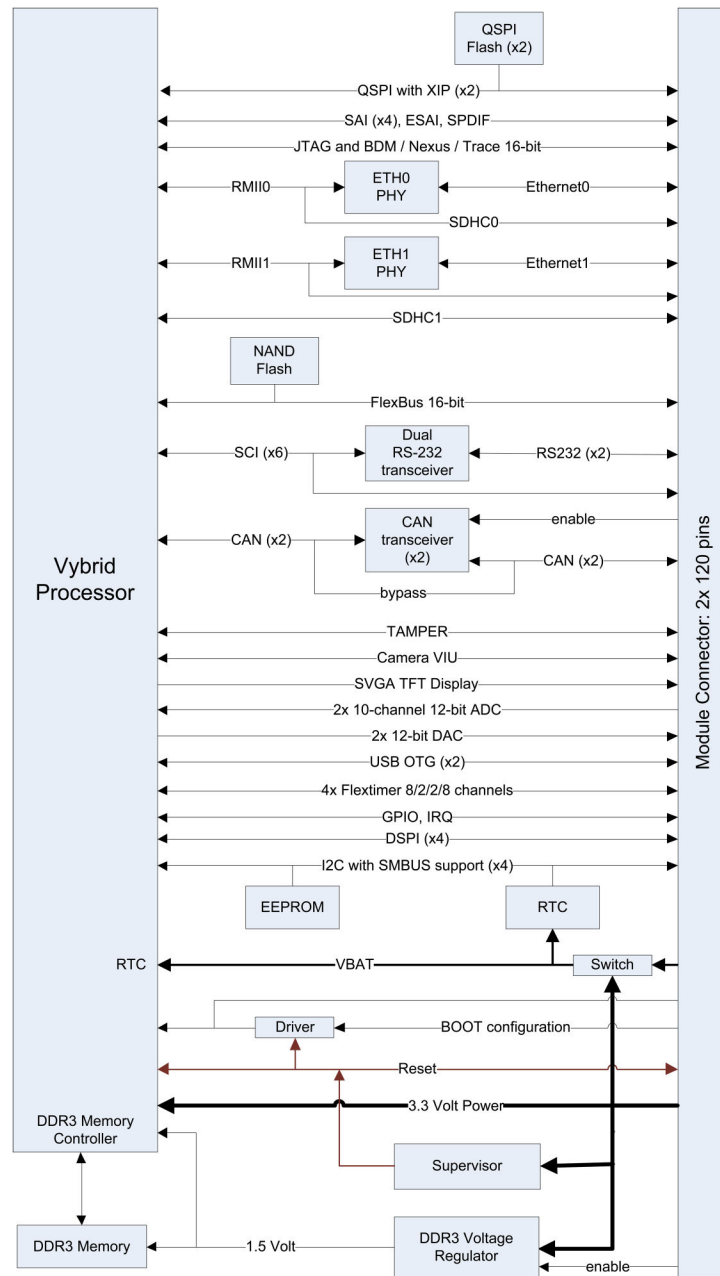 QSPI
Flash (x2)
QSPI with XIP (x2)
SAI (x4), ESAI, SPDIF
JTAG and BDM / Nexus / Trace 16-bit
RMII0
ETH0
PHY
Ethernet0
SDHC0
RMII1
ETH1
PHY
Ethernet1
SDHC1
NAND
Flash
FlexBus 16-bit
SCI (x6)
Dual
RS-232
transceiver
RS232 (x2)
enable
CAN (x2)
CAN
transceiver
(x2)
CAN (x2)
bypass
Vybrid
Processor
Module Connector: 2x 120 pins
TAMPER
Camera VIU
SVGA TFT Display
2x 10-channel 12-bit ADC
2x 12-bit DAC
USB OTG (x2)
4x Flextimer 8/2/2/8 channels
GPIO, IRQ
DSPI (x4)
I2C with SMBUS support (x4)
EEPROM
RTC
RTC
VBAT
Switch
Driver
BOOT configuration
Reset
3.3 Volt Power
DDR3 Memory
Controller
Supervisor
DDR3 Memory
1.5 Volt
DDR3 Voltage
Regulator
enable